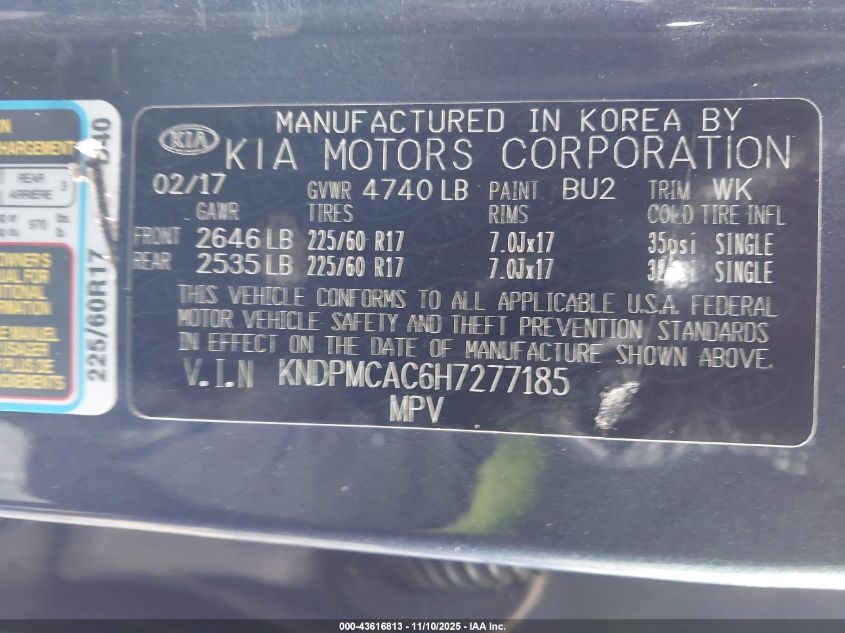 MANUFACTURED IN KOREA BY
KIA
KIA MOTORS CORPORATION
02/17 GVWR 4740 LB PAINT BU2 TRIM WK
GAWR TIRES RIMS COLD TIRE INFL
FRONT 2646 LB 225/60 R17 7.0Jx17 35psi SINGLE
REAR 2535 LB 225/60 R17 7.0Jx17 SINGLE
THIS VEHICLE CONFORMS TO ALL APPLICABLE U.S.A. FEDERAL
MOTOR VEHICLE SAFETY AND THEFT PREVENTION STANDARDS
IN EFFECT ON THE DATE OF MANUFACTURE SHOWN ABOVE.
V.I.N KNDPMCAC6H7277185
MPV
REAR 3
ARRIÈRE
225/60R17
000-43616813 - 11/10/2025 - IAA Inc.